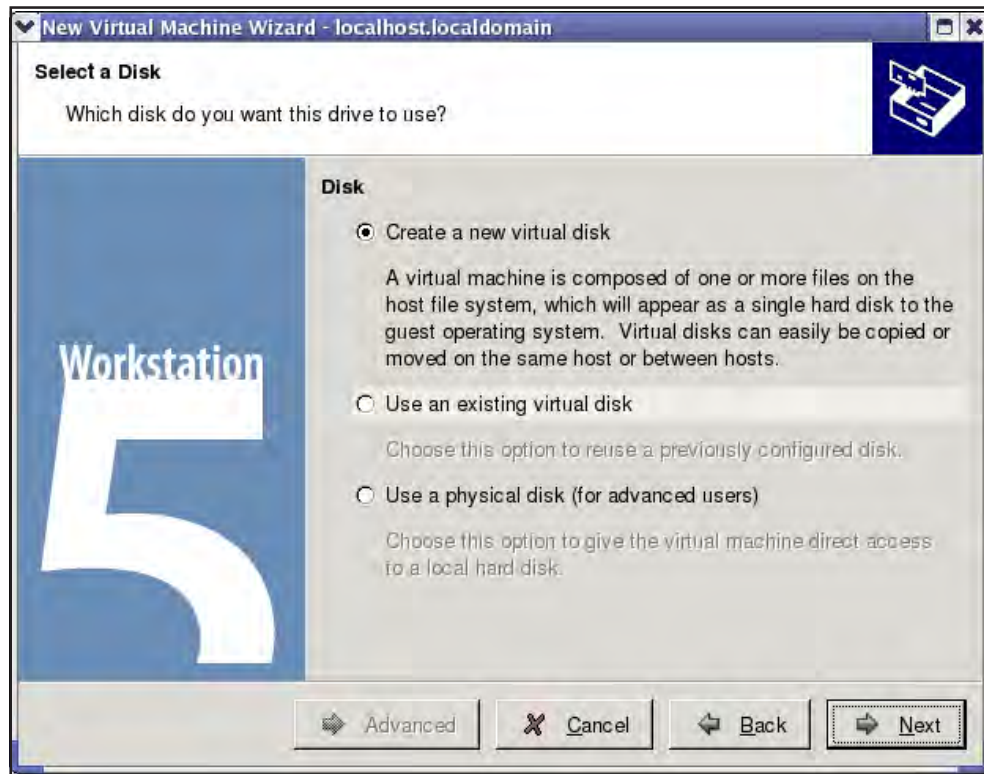 New Virtual Machine Wizard - localhost.localdomain
Select a Disk
Which disk do you want this drive to use?
Workstation
5
Disk
Create a new virtual disk
A virtual machine is composed of one or more files on the
host file system, which will appear as a single hard disk to the
guest operating system.  Virtual disks can easily be copied or
moved on the same host or between hosts.
Use an existing virtual disk
Choose this option to reuse a previously configured disk.
Use a physical disk (for advanced users)
Choose this option to give the virtual machine direct access
to a local hard disk.
Advanced
Cancel
Back
Next